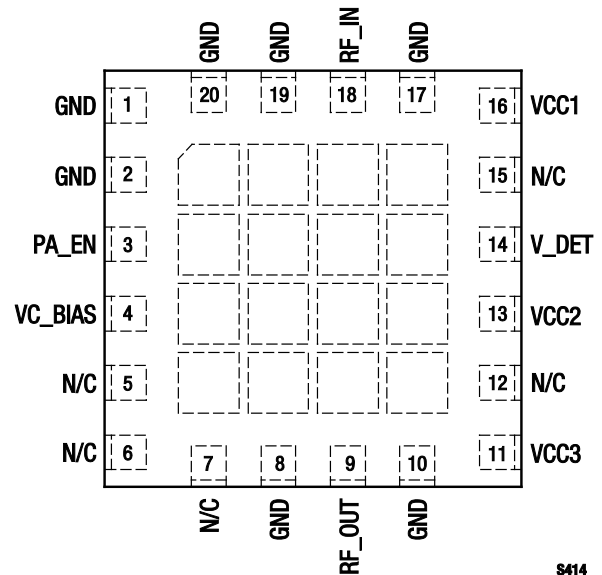 GND
GND
RF_IN
GND
20
19
18
17
GND 1
16 VCC1
GND 2
15 N/C
PA_EN 3
14 V_DET
VC_BIAS 4
13 VCC2
N/C 5
12 N/C
N/C 6
11 VCC3
7
8
9
10
N/C
GND
RF_OUT
GND
S414